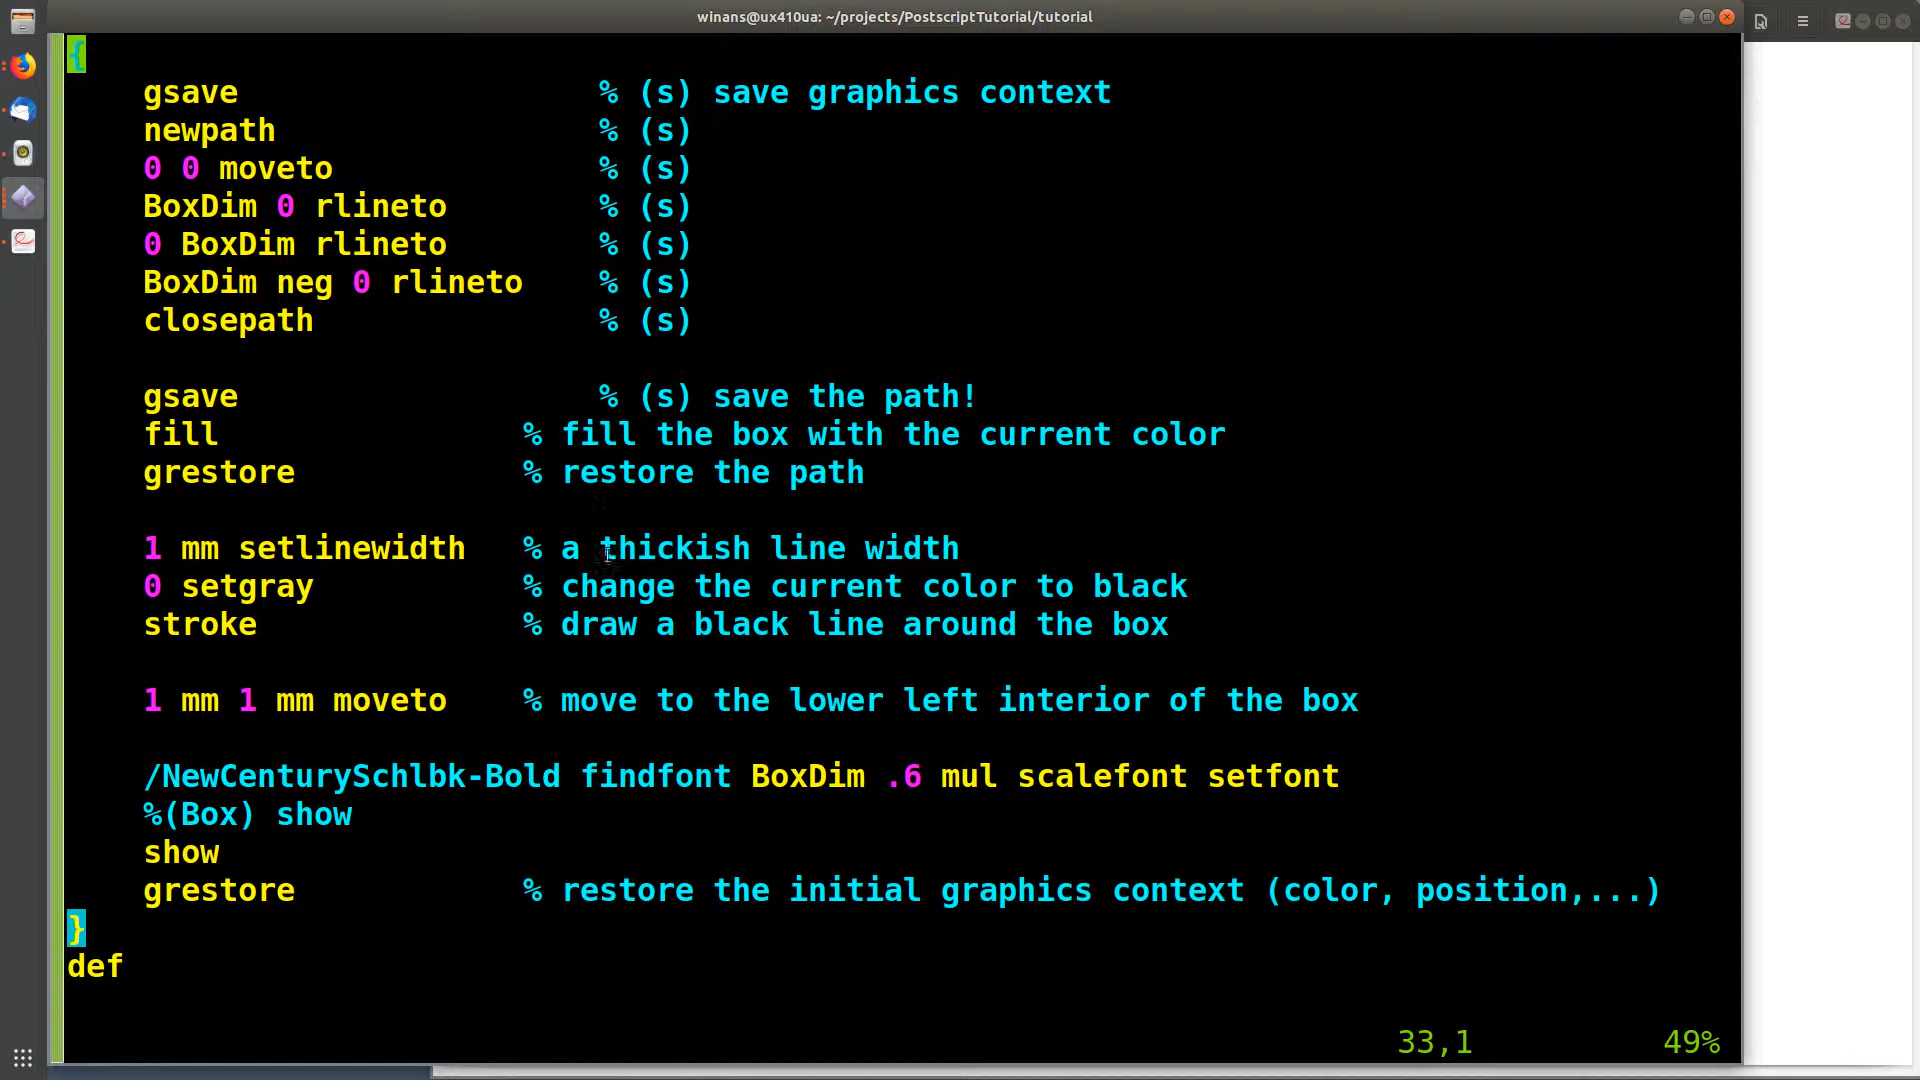 winans@ux410ua: ~/projects/PostscriptTutorial/tutorial
{
gsave % (s) save graphics context
newpath % (s)
0 0 moveto % (s)
BoxDim 0 rlineto % (s)
0 BoxDim rlineto % (s)
BoxDim neg 0 rlineto % (s)
closepath % (s)
gsave % (s) save the path!
fill % fill the box with the current color
grestore % restore the path
1 mm setlinewidth % a thickish line width
0 setgray % change the current color to black
stroke % draw a black line around the box
1 mm 1 mm moveto % move to the lower left interior of the box
/NewCenturySchlbk-Bold findfont BoxDim .6 mul scalefont setfont
%(Box) show
show
grestore % restore the initial graphics context (color, position,...)
}
def
33,1 49%